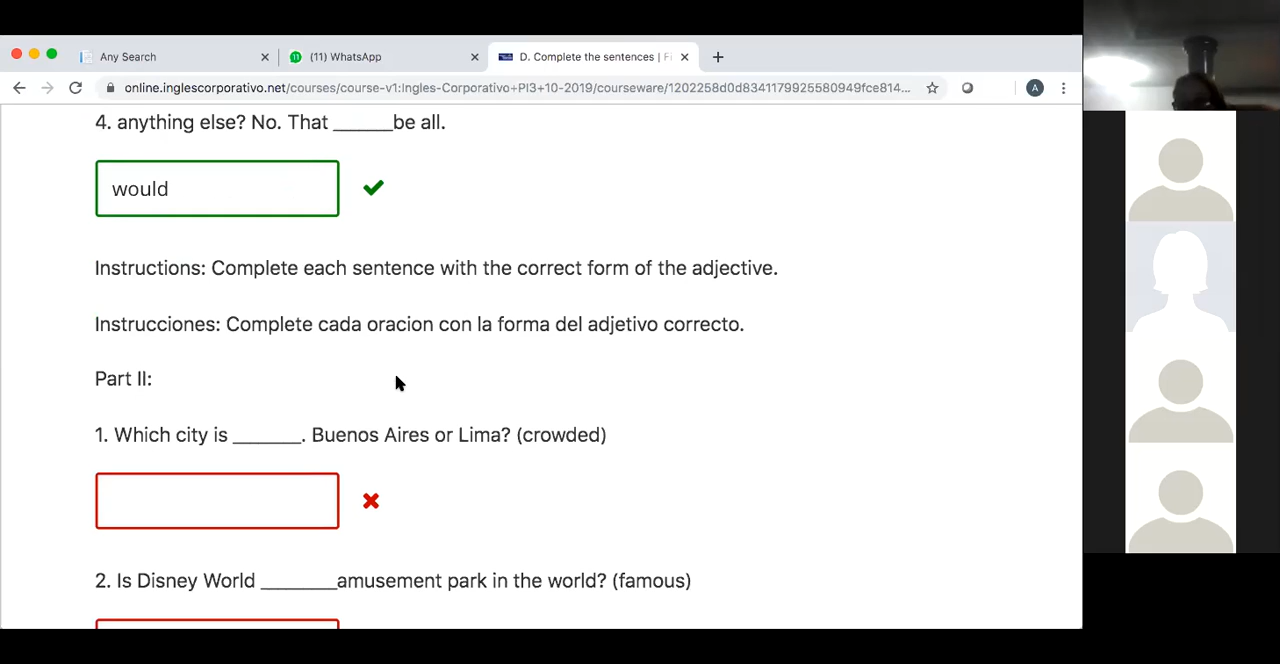 Any Search
(11) WhatsApp
D. Complete the sentences | Fi
online.inglescorporativo.net/courses/course-v1:Ingles-Corporativo+PI3+10-2019/courseware/1202258d0d8341179925580949fce814...
A
4. anything else? No. That ______be all.
would
Instructions: Complete each sentence with the correct form of the adjective.
Instrucciones: Complete cada oracion con la forma del adjetivo correcto.
Part II:
1. Which city is _______. Buenos Aires or Lima? (crowded)
2. Is Disney World ________amusement park in the world? (famous)